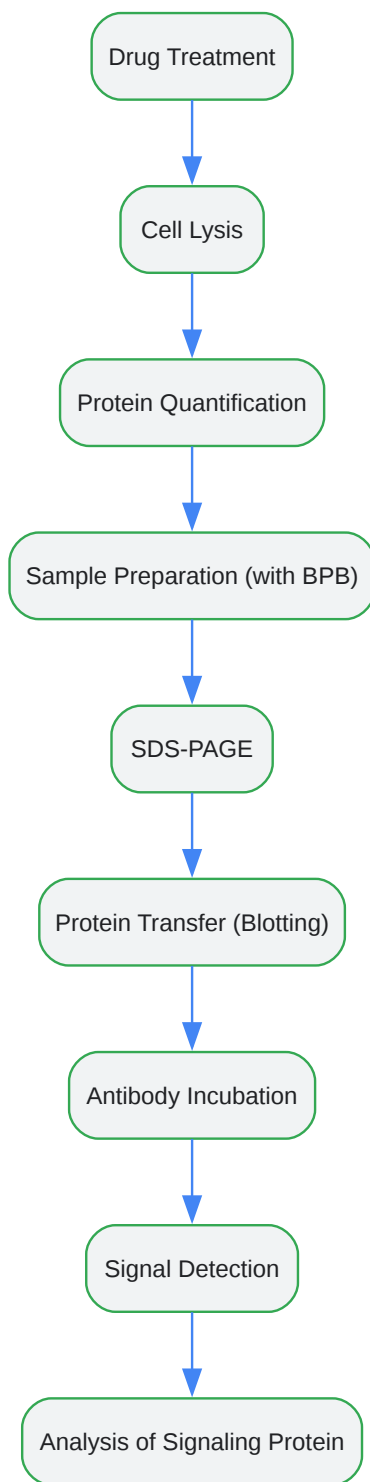 Drug Treatment
Cell Lysis
Protein Quantification
Sample Preparation (with BPB)
SDS-PAGE
Protein Transfer (Blotting)
Antibody Incubation
Signal Detection
Analysis of Signaling Protein